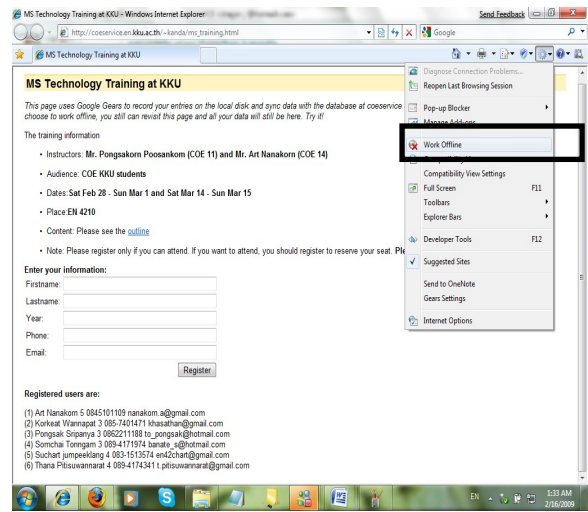 MS Technology Training at KKU - Windows Internet Explorer
Send Feedback
http://coeservice.en.kku.ac.th/~kanda/ms_training.html
Google
MS Technology Training at KKU
MS Technology Training at KKU
This page uses Google Gears to record your entries on the local disk and sync data with the database at coeservice
choose to work offline, you still can revisit this page and all your data will still be here. Try it!
The training information
• Instructors: Mr. Pongsakorn Poosankom (COE 11) and Mr. Art Nanakorn (COE 14)
• Audience: COE KKU students
• Dates:Sat Feb 28 - Sun Mar 1 and Sat Mar 14 - Sun Mar 15
• Place:EN 4210
• Content: Please see the outline
• Note: Please register only if you can attend. If you want to attend, you should register to reserve your seat. Ple
Diagnose Connection Problems...
Reopen Last Browsing Session
Pop-up Blocker
Manage Add-ons
Work Offline
Compatibility View Settings
Full Screen F11
Toolbars
Explorer Bars
Developer Tools F12
Suggested Sites
Send to OneNote
Gears Settings
Internet Options
Enter your information:
Firstname:
Lastname:
Year:
Phone:
Email:
Register
Registered users are:
(1) Art Nanakorn 5 0845101109 nanakorn.a@gmail.com
(2) Korkeat Wannapat 3 085-7401471 khasathan@gmail.com
(3) Pongsak Sripanya 3 0862211188 to_pongsak@hotmail.com
(4) Somchai Tonngam 3 089-4171974 banate_s@hotmail.com
(5) Suchart jumpeeklang 4 083-1513574 en42chart@gmail.com
(6) Thana Pitisuwannarat 4 089-4174341 t.pitisuwannarat@gmail.com
EN
1:33 AM
2/16/2009